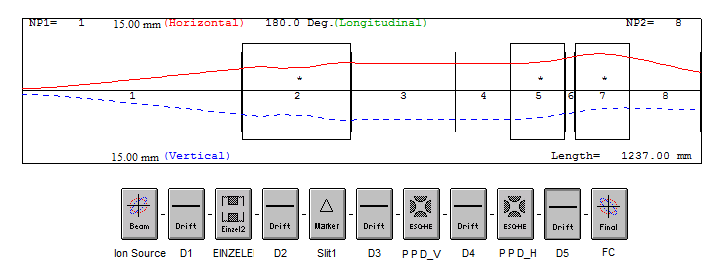 NP1= 1 15.00 mm (Horizontal) 180.0 Deg.(Longitudinal) NP2= 8
* * *
1 2 3 4 5 6 7 8
15.00 mm (Vertical) Length= 1237.00 mm
Beam Drift Einzel2 Drift Marker Drift ESQHE Drift ESQHE Drift Final
Ion Source D1 EINZELE D2 Slit1 D3 P P D_V D4 P P D_H D5 FC